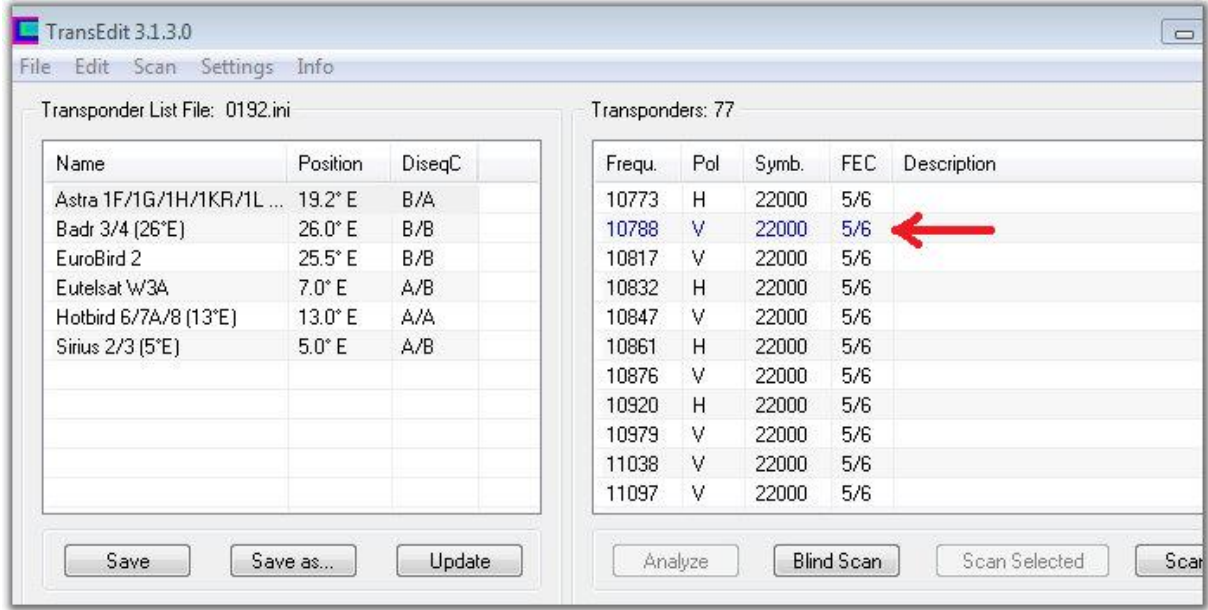 TransEdit 3.1.3.0
File Edit Scan Settings Info
Transponder List File: 0192.ini
Name Position DiseqC
Astra 1F/1G/1H/1KR/1L ... 19.2° E B/A
Badr 3/4 (26°E) 26.0° E B/B
EuroBird 2 25.5° E B/B
Eutelsat W3A 7.0° E A/B
Hotbird 6/7A/8 (13°E) 13.0° E A/A
Sirius 2/3 (5°E) 5.0° E A/B
Save Save as... Update
Transponders: 77
Frequ. Pol Symb. FEC Description
10773 H 22000 5/6
10788 V 22000 5/6
10817 V 22000 5/6
10832 H 22000 5/6
10847 V 22000 5/6
10861 H 22000 5/6
10876 V 22000 5/6
10920 H 22000 5/6
10979 V 22000 5/6
11038 V 22000 5/6
11097 V 22000 5/6
Analyze Blind Scan Scan Selected Scan